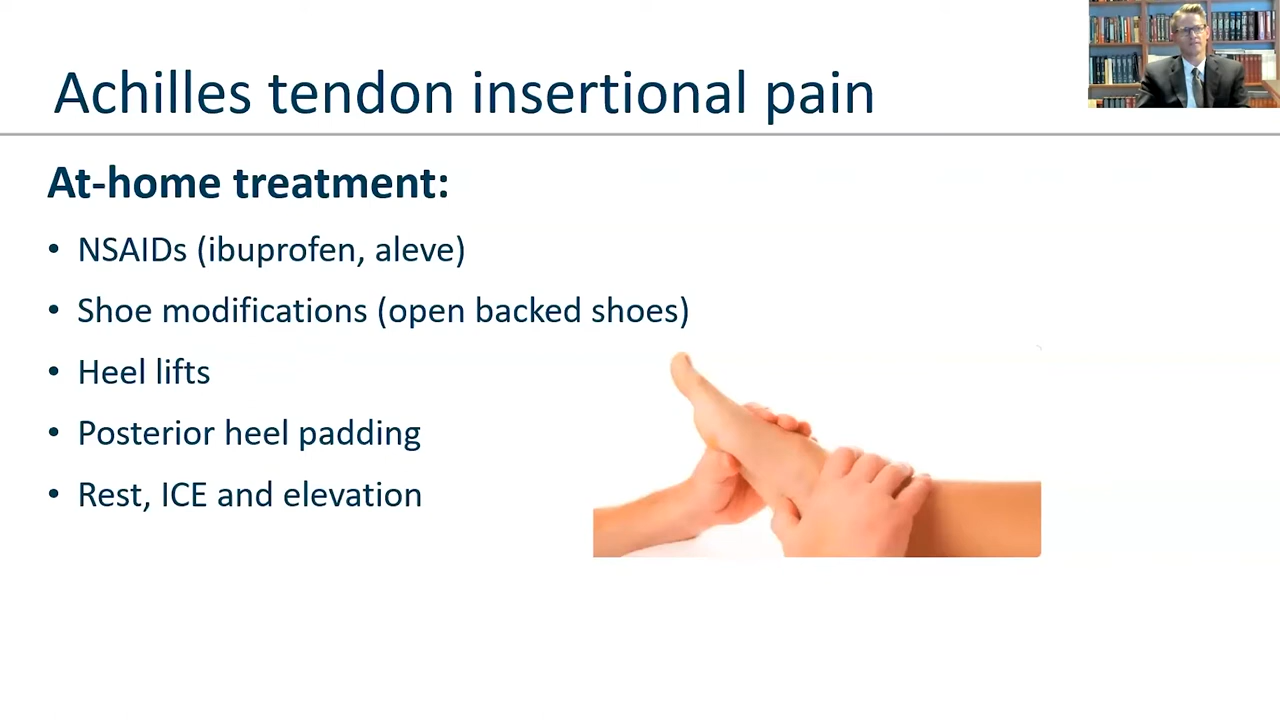 Achilles tendon insertional pain
At-home treatment:
• NSAIDs (ibuprofen, aleve)
• Shoe modifications (open backed shoes)
• Heel lifts
• Posterior heel padding
• Rest, ICE and elevation